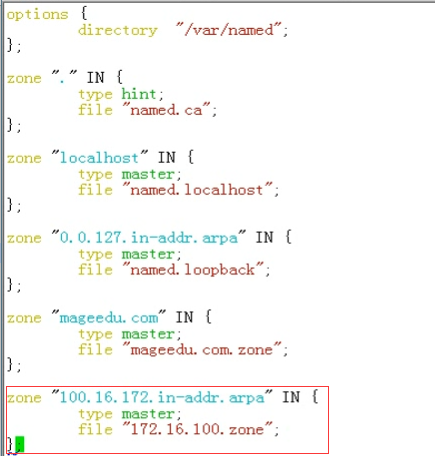 options {
        directory  "/var/named";
};

zone "." IN {
        type hint;
        file "named.ca";
};

zone "localhost" IN {
        type master;
        file "named.localhost";
};

zone "0.0.127.in-addr.arpa" IN {
        type master;
        file "named.loopback";
};

zone "mageedu.com" IN {
        type master;
        file "mageedu.com.zone";
};

zone "100.16.172.in-addr.arpa" IN {
        type master;
        file "172.16.100.zone";
};